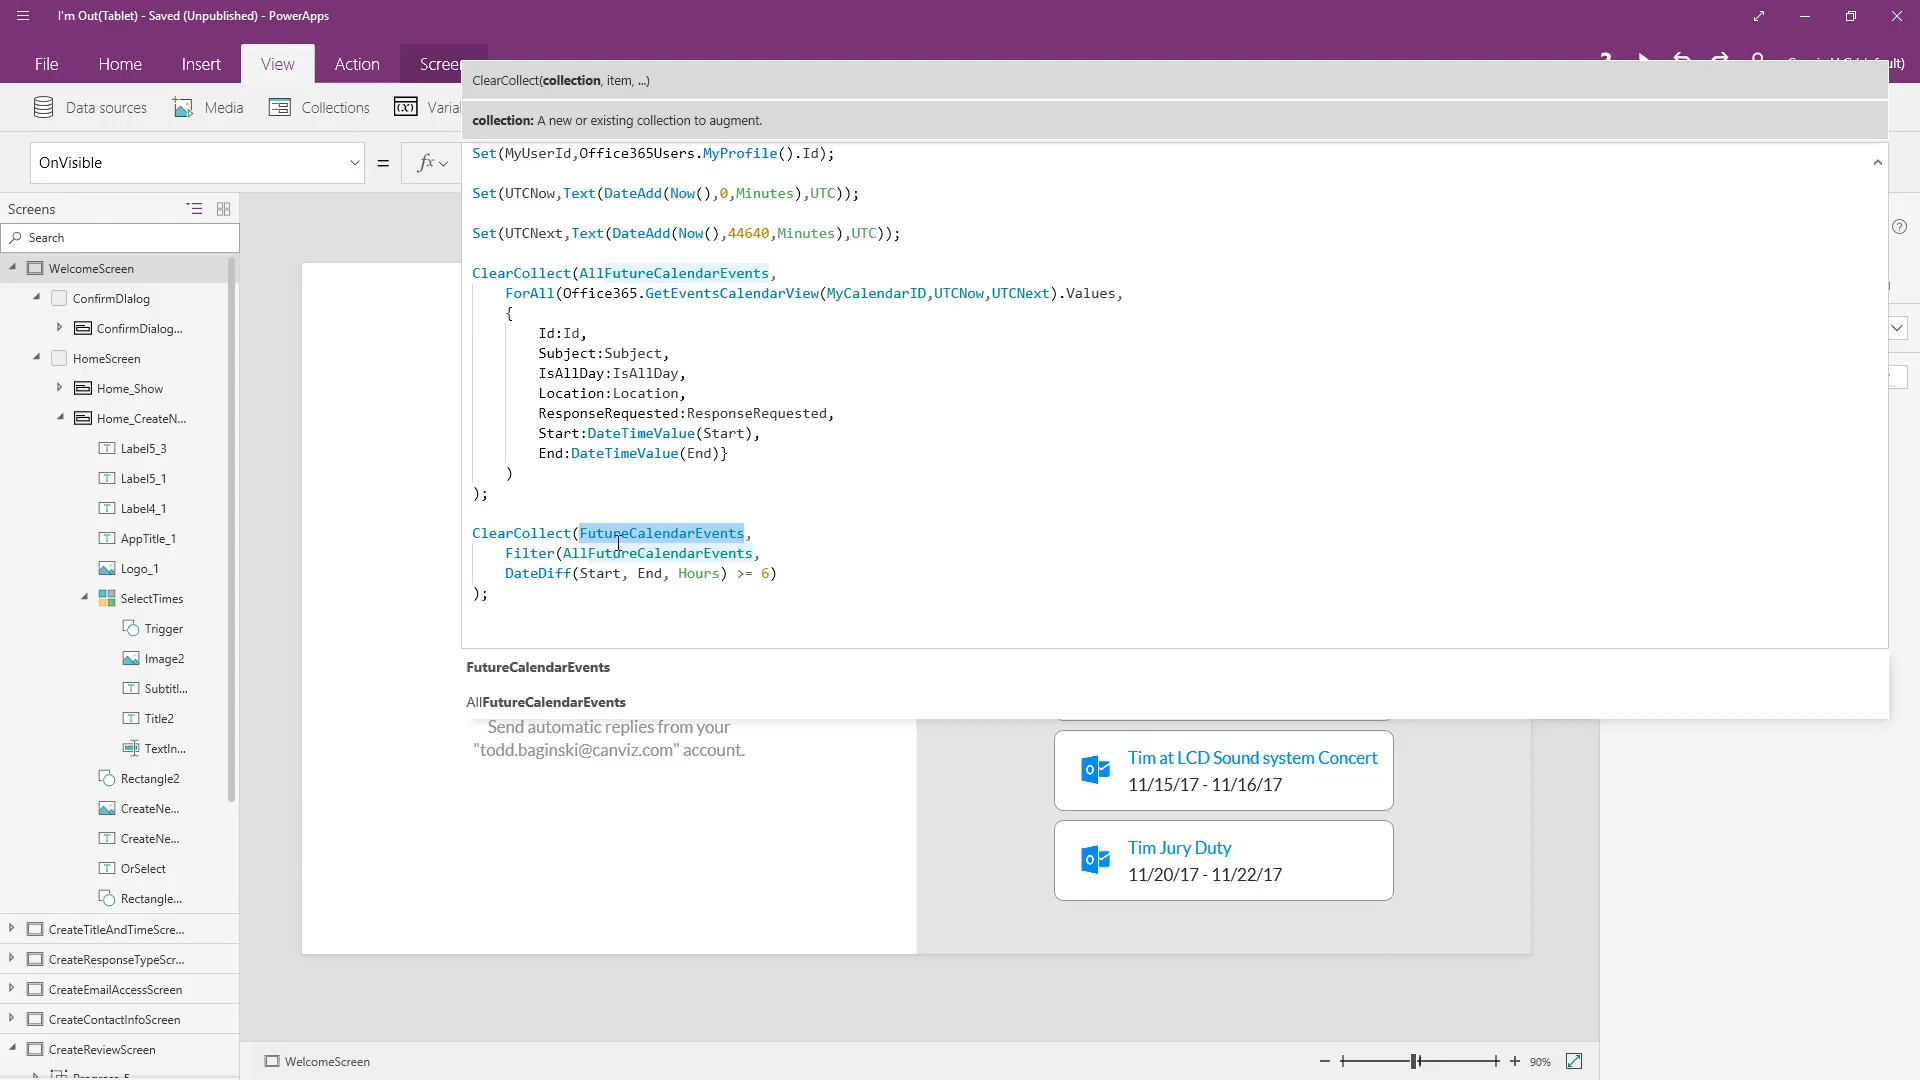 I'm Out(Tablet) - Saved (Unpublished) - PowerApps
File
Home
Insert
View
Action
ClearCollect(collection, item, ...)
Data sources
Media
Collections
collection: A new or existing collection to augment.
OnVisible
=
fx
Set(MyUserId,Office365Users.MyProfile().Id);
Set(UTCNow,Text(DateAdd(Now(),0,Minutes),UTC));
Set(UTCNext,Text(DateAdd(Now(),44640,Minutes),UTC));
ClearCollect(AllFutureCalendarEvents,
ForAll(Office365.GetEventsCalendarView(MyCalendarID,UTCNow,UTCNext).Values,
{
Id:Id,
Subject:Subject,
IsAllDay:IsAllDay,
Location:Location,
ResponseRequested:ResponseRequested,
Start:DateTimeValue(Start),
End:DateTimeValue(End)}
)
);
ClearCollect(FutureCalendarEvents,
Filter(AllFutureCalendarEvents,
DateDiff(Start, End, Hours) >= 6)
);
FutureCalendarEvents
AllFutureCalendarEvents
Screens
Search
WelcomeScreen
ConfirmDIalog
ConfirmDialog...
HomeScreen
Home_Show
Home_CreateN...
Label5_3
Label5_1
Label4_1
AppTitle_1
Logo_1
SelectTimes
Trigger
Image2
Subtitl...
Title2
TextIn...
Rectangle2
CreateNe...
CreateNe...
OrSelect
Rectangle...
CreateTitleAndTimeScre...
CreateResponseTypeScr...
CreateEmailAccessScreen
CreateContactInfoScreen
CreateReviewScreen
Send automatic replies from your
"todd.baginski@canviz.com" account.
Tim at LCD Sound system Concert
11/15/17 - 11/16/17
Tim Jury Duty
11/20/17 - 11/22/17
WelcomeScreen
90%